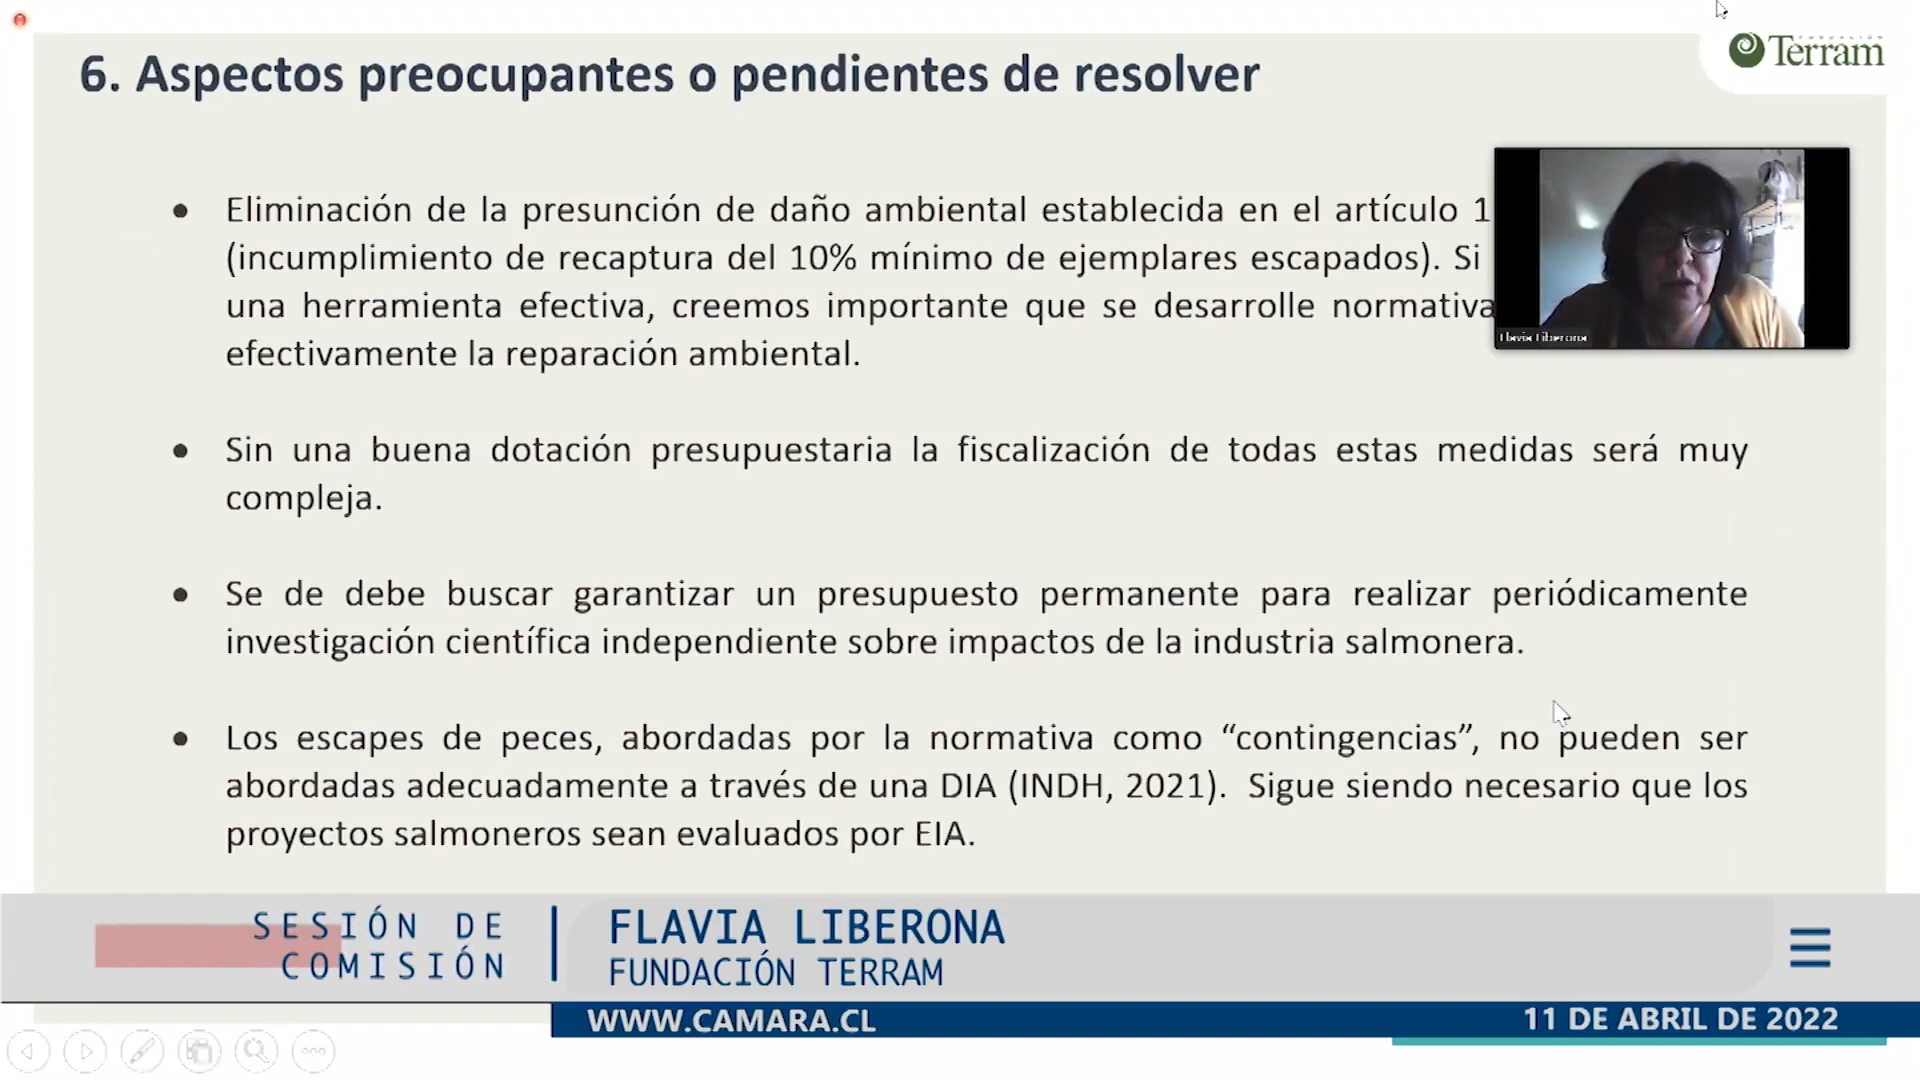 6. Aspectos preocupantes o pendientes de resolver
FUNDACIÓN
Terram
• Eliminación de la presunción de daño ambiental establecida en el artículo 1
(incumplimiento de recaptura del 10% mínimo de ejemplares escapados). Si
una herramienta efectiva, creemos importante que se desarrolle normativa
efectivamente la reparación ambiental.
Flavia Liberona
• Sin una buena dotación presupuestaria la fiscalización de todas estas medidas será muy
compleja.
• Se de debe buscar garantizar un presupuesto permanente para realizar periódicamente
investigación científica independiente sobre impactos de la industria salmonera.
• Los escapes de peces, abordadas por la normativa como “contingencias”, no pueden ser
abordadas adecuadamente a través de una DIA (INDH, 2021). Sigue siendo necesario que los
proyectos salmoneros sean evaluados por EIA.
SESIÓN DE
COMISIÓN
FLAVIA LIBERONA
FUNDACIÓN TERRAM
WWW.CAMARA.CL
11 DE ABRIL DE 2022